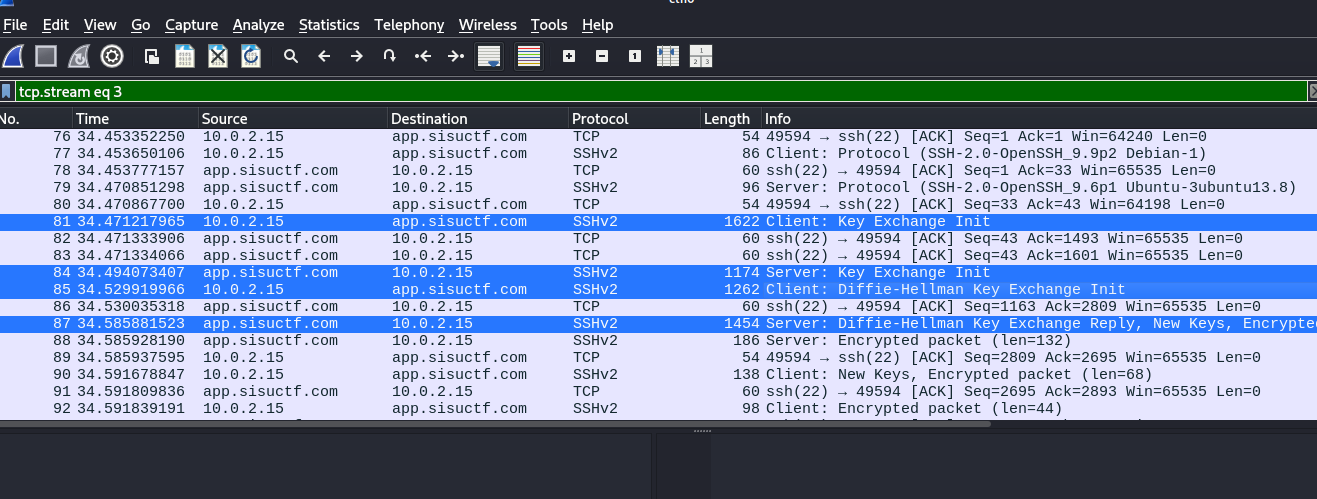 File Edit View Go Capture Analyze Statistics Telephony Wireless Tools Help
tcp.stream eq 3
No. Time Source Destination Protocol Length Info
76 34.453352250 10.0.2.15 app.sisuctf.com TCP 54 49594 → ssh(22) [ACK] Seq=1 Ack=1 Win=64240 Len=0
77 34.453650106 10.0.2.15 app.sisuctf.com SSHv2 86 Client: Protocol (SSH-2.0-OpenSSH_9.9p2 Debian-1)
78 34.453777157 app.sisuctf.com 10.0.2.15 TCP 60 ssh(22) → 49594 [ACK] Seq=1 Ack=33 Win=65535 Len=0
79 34.470851298 app.sisuctf.com 10.0.2.15 SSHv2 96 Server: Protocol (SSH-2.0-OpenSSH_9.6p1 Ubuntu-3ubuntu13.8)
80 34.470867700 10.0.2.15 app.sisuctf.com TCP 54 49594 → ssh(22) [ACK] Seq=33 Ack=43 Win=64198 Len=0
81 34.471217965 10.0.2.15 app.sisuctf.com SSHv2 1622 Client: Key Exchange Init
82 34.471333906 app.sisuctf.com 10.0.2.15 TCP 60 ssh(22) → 49594 [ACK] Seq=43 Ack=1493 Win=65535 Len=0
83 34.471334066 app.sisuctf.com 10.0.2.15 TCP 60 ssh(22) → 49594 [ACK] Seq=43 Ack=1601 Win=65535 Len=0
84 34.494073407 app.sisuctf.com 10.0.2.15 SSHv2 1174 Server: Key Exchange Init
85 34.529919966 10.0.2.15 app.sisuctf.com SSHv2 1262 Client: Diffie-Hellman Key Exchange Init
86 34.530035318 app.sisuctf.com 10.0.2.15 TCP 60 ssh(22) → 49594 [ACK] Seq=1163 Ack=2809 Win=65535 Len=0
87 34.585881523 app.sisuctf.com 10.0.2.15 SSHv2 1454 Server: Diffie-Hellman Key Exchange Reply, New Keys, Encrypte
88 34.585928190 app.sisuctf.com 10.0.2.15 SSHv2 186 Server: Encrypted packet (len=132)
89 34.585937595 10.0.2.15 app.sisuctf.com TCP 54 49594 → ssh(22) [ACK] Seq=2809 Ack=2695 Win=65535 Len=0
90 34.591678847 10.0.2.15 app.sisuctf.com SSHv2 138 Client: New Keys, Encrypted packet (len=68)
91 34.591809836 app.sisuctf.com 10.0.2.15 TCP 60 ssh(22) → 49594 [ACK] Seq=2695 Ack=2893 Win=65535 Len=0
92 34.591839191 10.0.2.15 app.sisuctf.com SSHv2 98 Client: Encrypted packet (len=44)